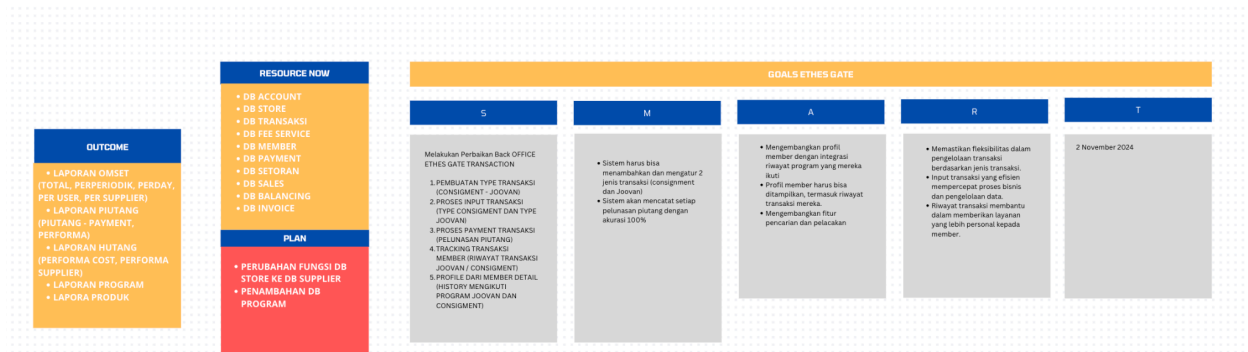 OUTCOME
• LAPORAN OMSET
(TOTAL, PERPERIODIK, PERDAY,
PER USER, PER SUPPLIER)
• LAPORAN PIUTANG
(PIUTANG - PAYMENT,
PERFORMA)
• LAPORAN HUTANG
(PERFORMA COST, PERFORMA
SUPPLIER)
• LAPORAN PROGRAM
• LAPORA PRODUK
RESOURCE NOW
• DB ACCOUNT
• DB STORE
• DB TRANSAKSI
• DB FEE SERVICE
• DB MEMBER
• DB PAYMENT
• DB SETORAN
• DB SALES
• DB BALANCING
• DB INVOICE
PLAN
• PERUBAHAN FUNGSI DB
STORE KE DB SUPPLIER
• PENAMBAHAN DB
PROGRAM
GOALS ETHES GATE
S
Melakukan Perbaikan Back OFFICE
ETHES GATE TRANSACTION
1. PEMBUATAN TYPE TRANSAKSI
(CONSIGMENT - JOOVAN)
2. PROSES INPUT TRANSAKSI
(TYPE CONSIGMENT DAN TYPE
JOOVAN)
3. PROSES PAYMENT TRANSAKSI
(PELUNASAN PIUTANG)
4. TRACKING TRANSAKSI
MEMBER (RIWAYAT TRANSAKSI
JOOVAN / CONSIGMENT)
5. PROFILE DARI MEMBER DETAIL
(HISTORY MENGIKUTI
PROGRAM JOOVAN DAN
CONSIGMENT)
M
• Sistem harus bisa
menambahkan dan mengatur 2
jenis transaksi (consignment
dan Joovan)
• Sistem akan mencatat setiap
pelunasan piutang dengan
akurasi 100%
A
• Mengembangkan profil
member dengan integrasi
riwayat program yang mereka
ikuti
• Profil member harus bisa
ditampilkan, termasuk riwayat
transaksi mereka.
• Mengembangkan fitur
pencarian dan pelacakan
R
• Memastikan fleksibilitas dalam
pengelolaan transaksi
berdasarkan jenis transaksi.
• Input transaksi yang efisien
mempercepat proses bisnis
dan pengelolaan data.
• Riwayat transaksi membantu
dalam memberikan layanan
yang lebih personal kepada
member.
T
2 November 2024